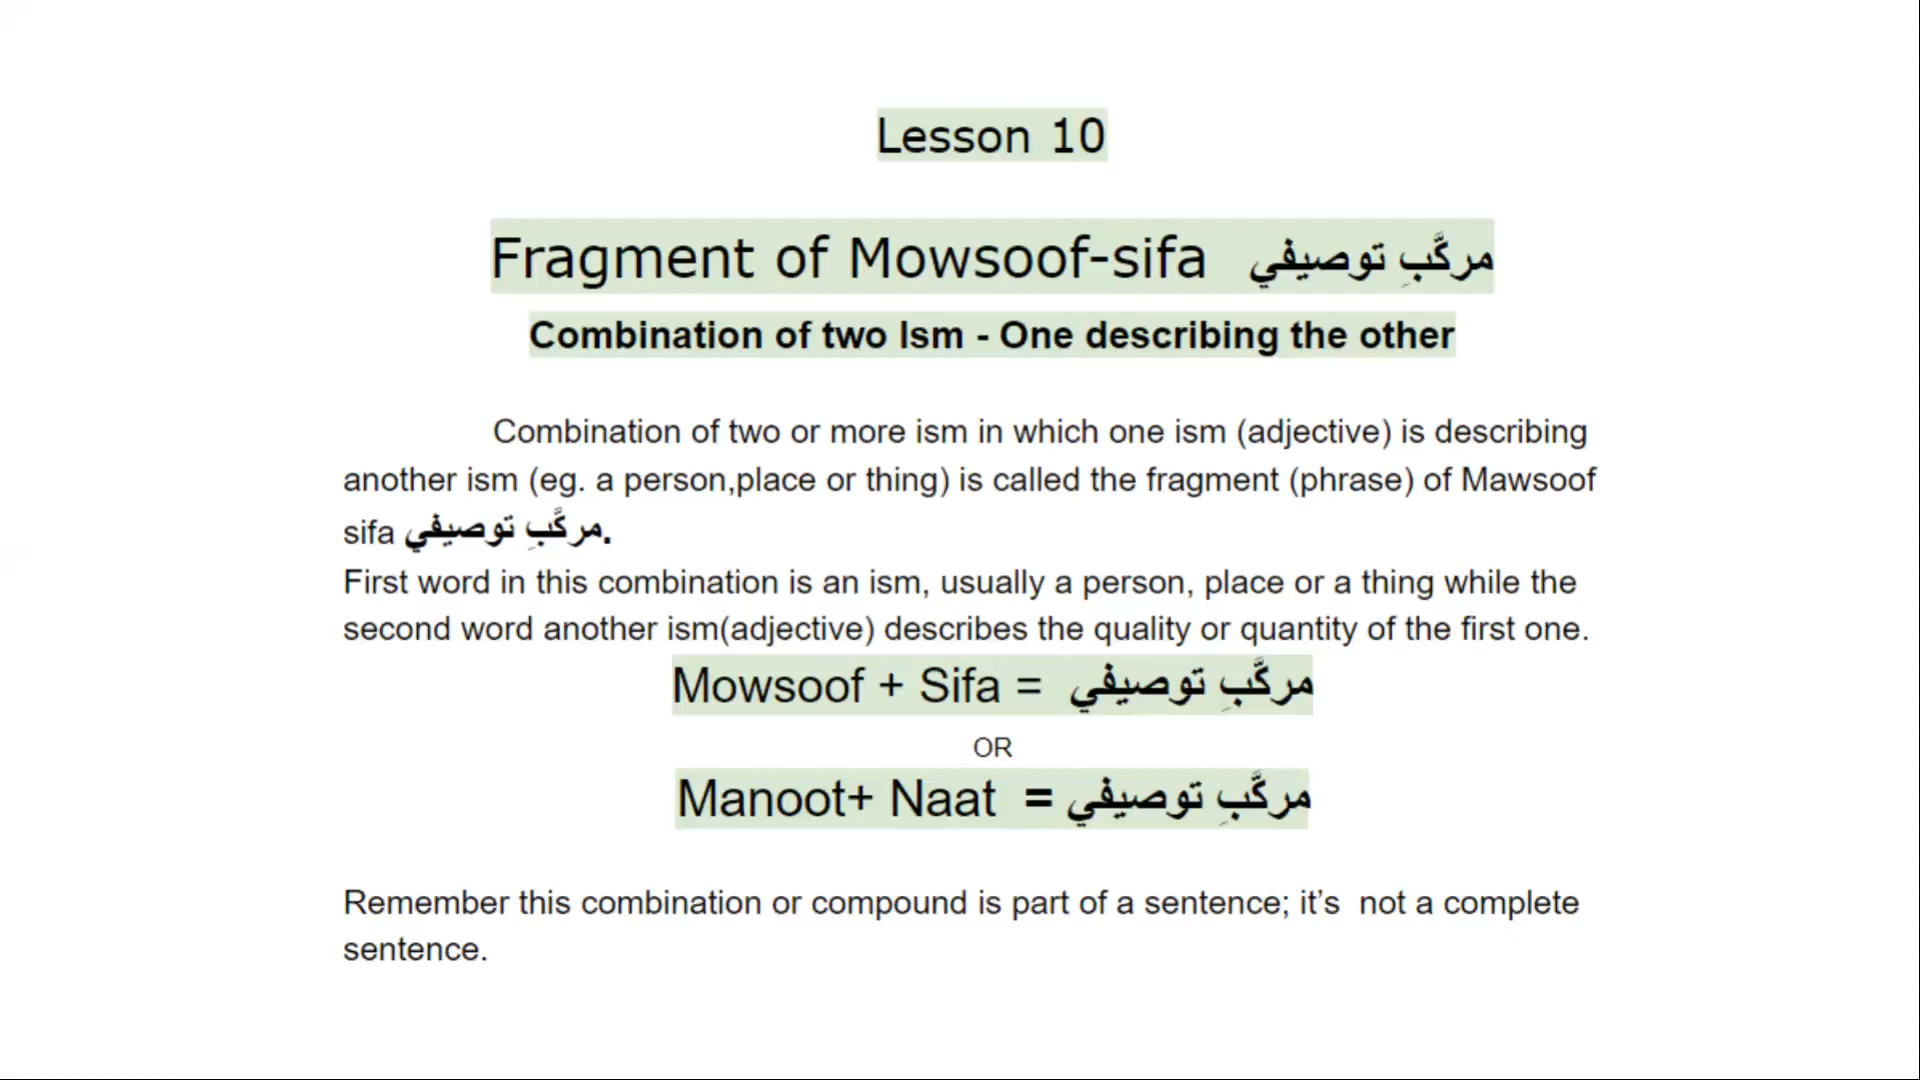 Lesson 10
Fragment of Mowsoof-sifa مركَّبِ توصيفي
Combination of two Ism - One describing the other
Combination of two or more ism in which one ism (adjective) is describing
another ism (eg. a person,place or thing) is called the fragment (phrase) of Mawsoof
sifa مركَّبِ توصيفي.
First word in this combination is an ism, usually a person, place or a thing while the
second word another ism(adjective) describes the quality or quantity of the first one.
Mowsoof + Sifa = مركَّبِ توصيفي
OR
Manoot+ Naat = مركَّبِ توصيفي
Remember this combination or compound is part of a sentence; it’s not a complete
sentence.